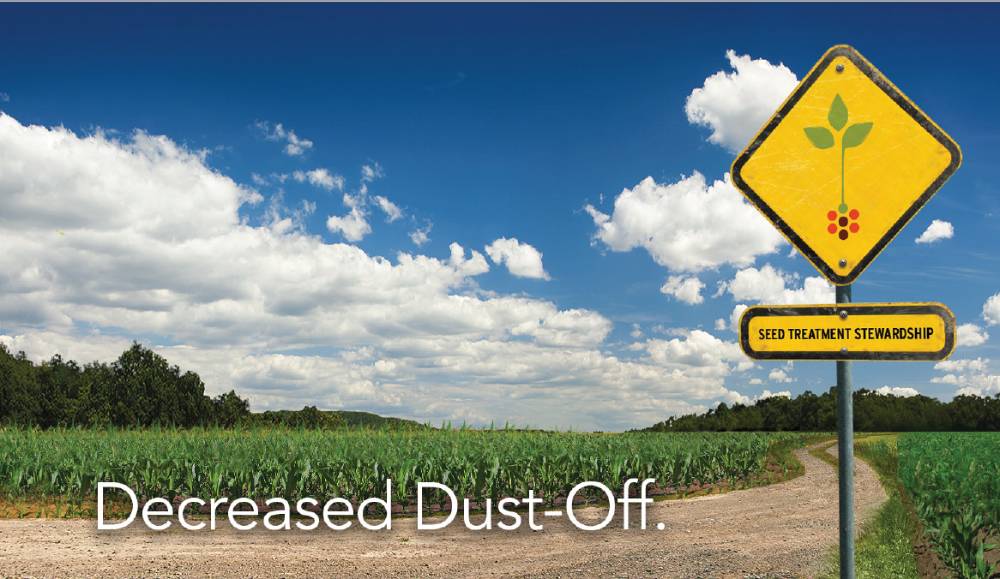 SEED TREATMENT STEWARDSHIP
Decreased Dust-Off.